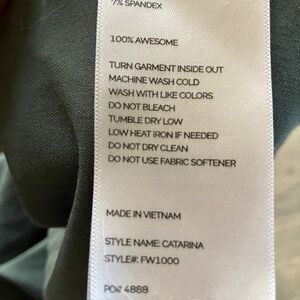 7% SPANDEX
100% AWESOME
TURN GARMENT INSIDE OUT
MACHINE WASH COLD
WASH WITH LIKE COLORS
DO NOT BLEACH
TUMBLE DRY LOW
LOW HEAT IRON IF NEEDED
DO NOT DRY CLEAN
DO NOT USE FABRIC SOFTENER
MADE IN VIETNAM
STYLE NAME: CATARINA
STYLE#: FW1000
PO# 4888